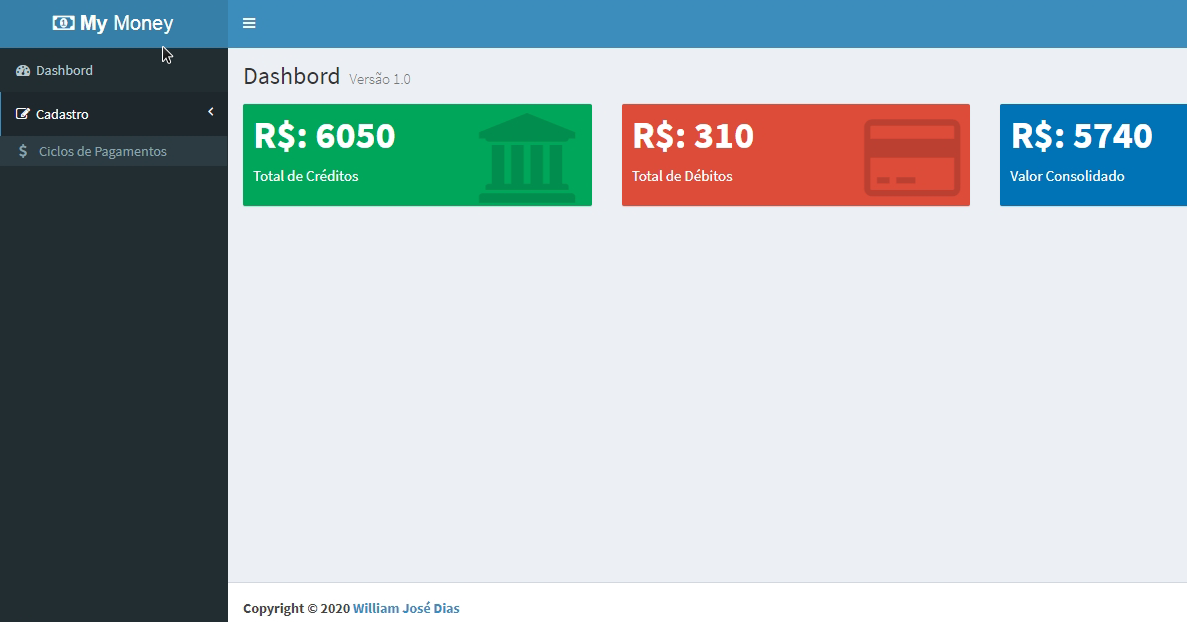 My Money
Dashbord
Cadastro
Ciclos de Pagamentos
Dashbord Versão 1.0
R$: 6050
Total de Créditos
R$: 310
Total de Débitos
R$: 5740
Valor Consolidado
Copyright © 2020 William José Dias